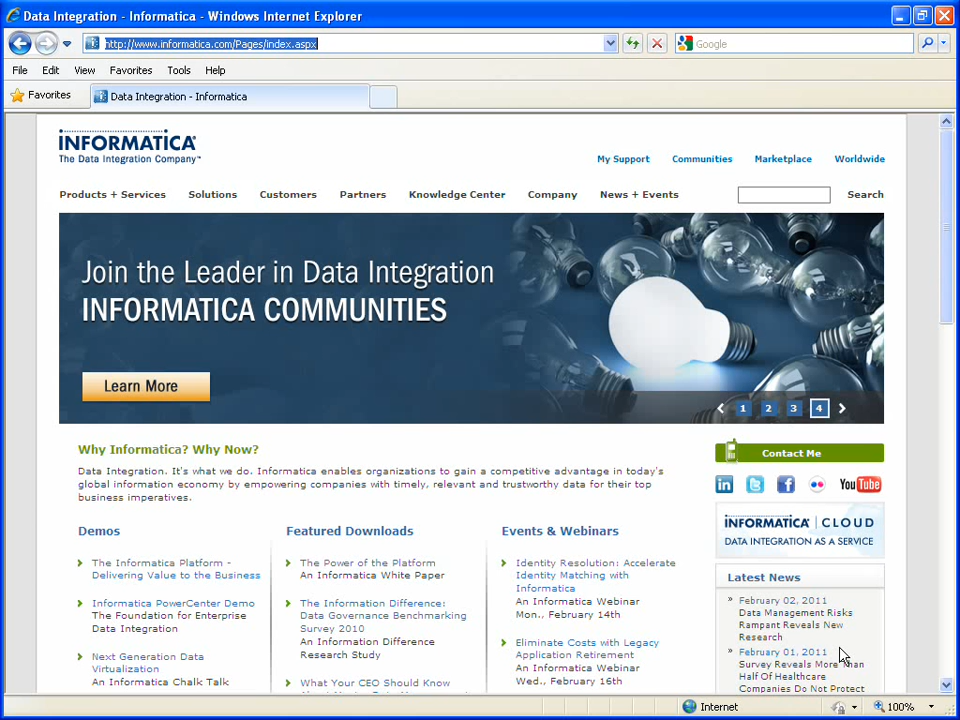 Data Integration - Informatica - Windows Internet Explorer
http://www.informatica.com/Pages/index.aspx
Google
File Edit View Favorites Tools Help
Favorites
Data Integration - Informatica
INFORMATICA®
The Data Integration Company™
My Support Communities Marketplace Worldwide
Products + Services Solutions Customers Partners Knowledge Center Company News + Events Search
Join the Leader in Data Integration
INFORMATICA COMMUNITIES
Learn More
1 2 3 4
Why Informatica? Why Now?
Data Integration. It's what we do. Informatica enables organizations to gain a competitive advantage in today's
global information economy by empowering companies with timely, relevant and trustworthy data for their top
business imperatives.
Contact Me
in
YouTube
INFORMATICA | CLOUD
DATA INTEGRATION AS A SERVICE
Demos
The Informatica Platform -
Delivering Value to the Business
Informatica PowerCenter Demo
The Foundation for Enterprise
Data Integration
Next Generation Data
Virtualization
An Informatica Chalk Talk
Featured Downloads
The Power of the Platform
An Informatica White Paper
The Information Difference:
Data Governance Benchmarking
Survey 2010
An Information Difference
Research Study
What Your CEO Should Know
Events & Webinars
Identity Resolution: Accelerate
Identity Matching with
Informatica
An Informatica Webinar
Mon., February 14th
Eliminate Costs with Legacy
Application Retirement
An Informatica Webinar
Wed., February 16th
Latest News
February 02, 2011
Data Management Risks
Rampant Reveals New
Research
February 01, 2011
Survey Reveals More Than
Half Of Healthcare
Companies Do Not Protect
Internet
100%